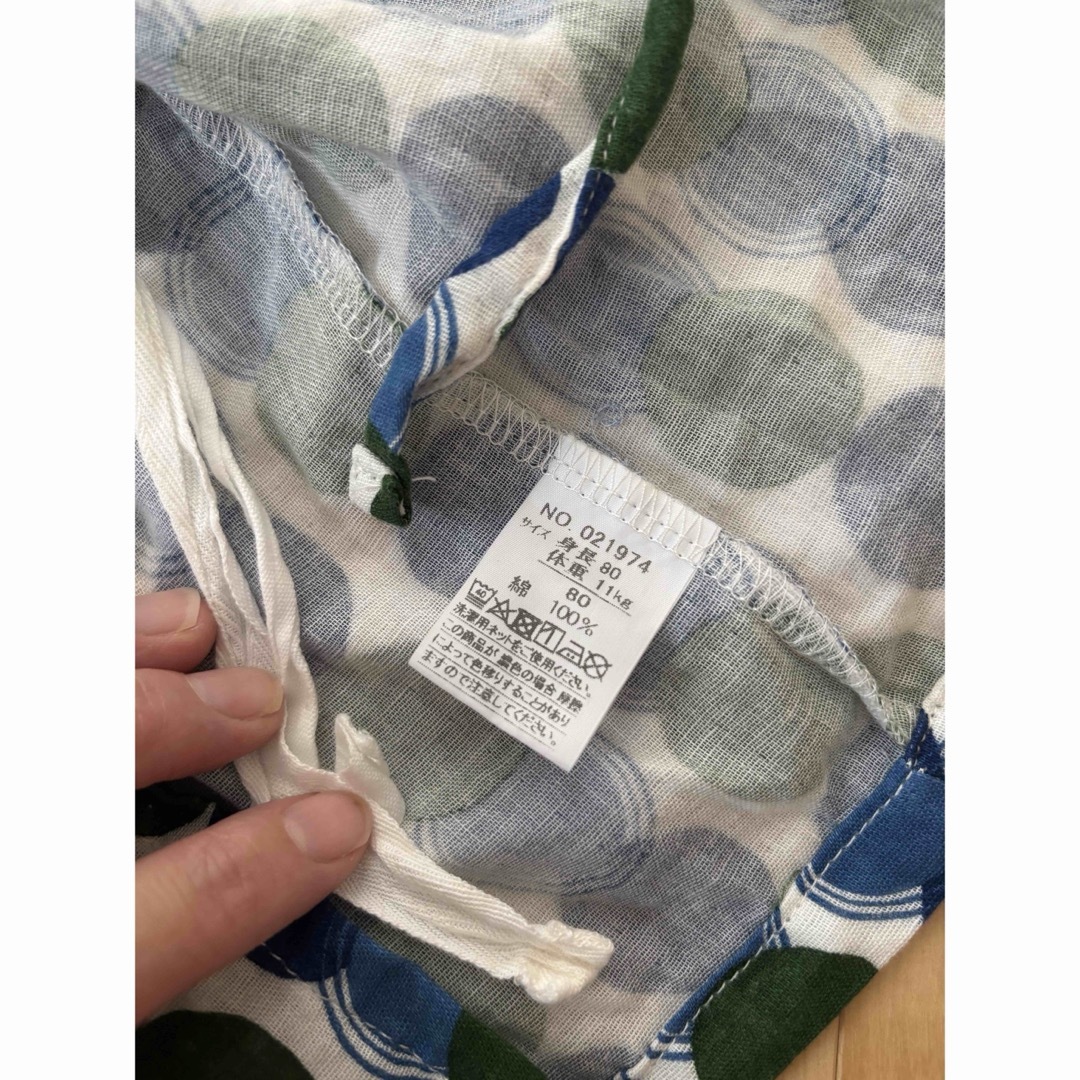 NO. 021974
サイズ 身長 80
体重 11kg
80
綿 100%
40
洗濯用ネットをご使用ください。
この商品が 濃色の場合 摩擦
によって色移りすることがあり
ますので注意してください。